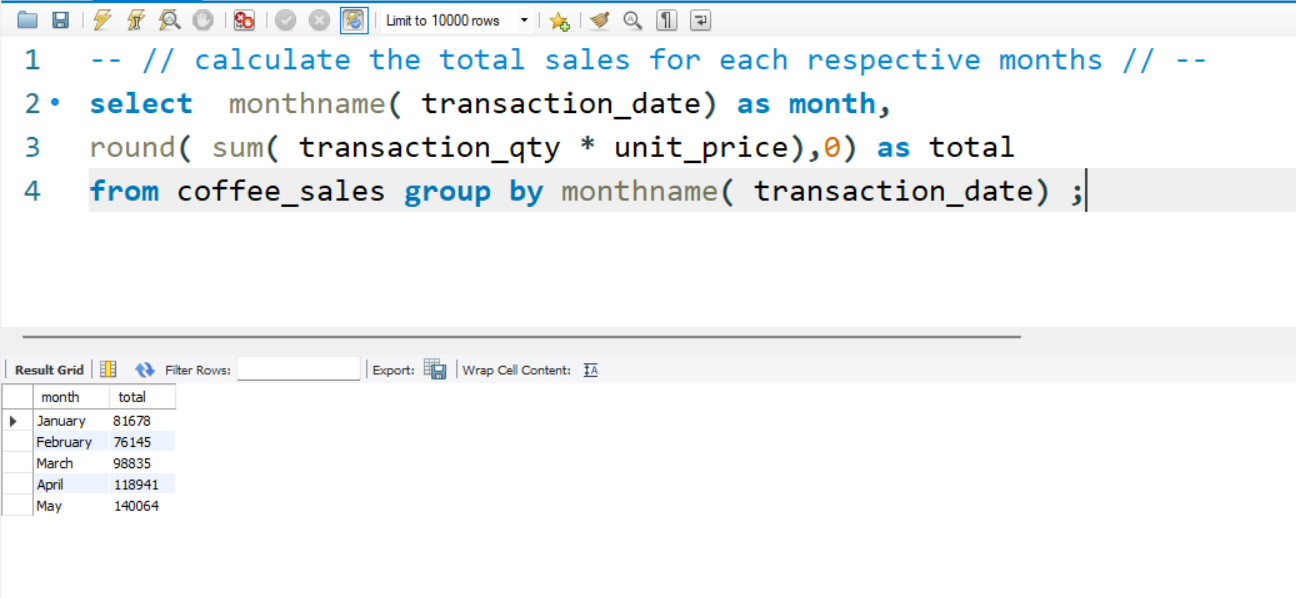 Limit to 10000 rows
1 -- // calculate the total sales for each respective months // --
2 select  monthname( transaction_date) as month,
3 round( sum( transaction_qty * unit_price),0) as total
4 from coffee_sales group by monthname( transaction_date) ;
Result Grid Filter Rows: Export: Wrap Cell Content:
month total
January 81678
February 76145
March 98835
April 118941
May 140064